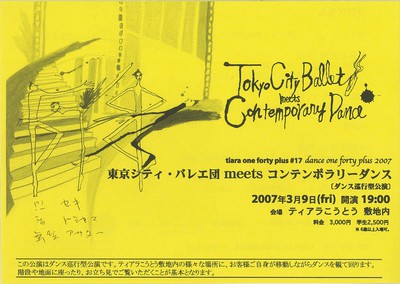 Tokyo City Ballet
meets
Contemporary Dance
tiara one forty plus #17 dance one forty plus 2007
東京シティ・バレエ団 meets コンテンポラリーダンス
〔ダンス巡行型公演〕
2007年3月9日(fri) 開演 19:00
会場 ティアラこうとう 敷地内
料金 3,000円 学生2,500円
※6歳以上入場可。
この公演はダンス巡行型公演です。ティアラこうとう敷地内の様々な場所に、お客様ご自身が移動しながらダンスを観て回ります。
階段や地面に座ったり、お立ち見でご覧いただくことが基本となります。